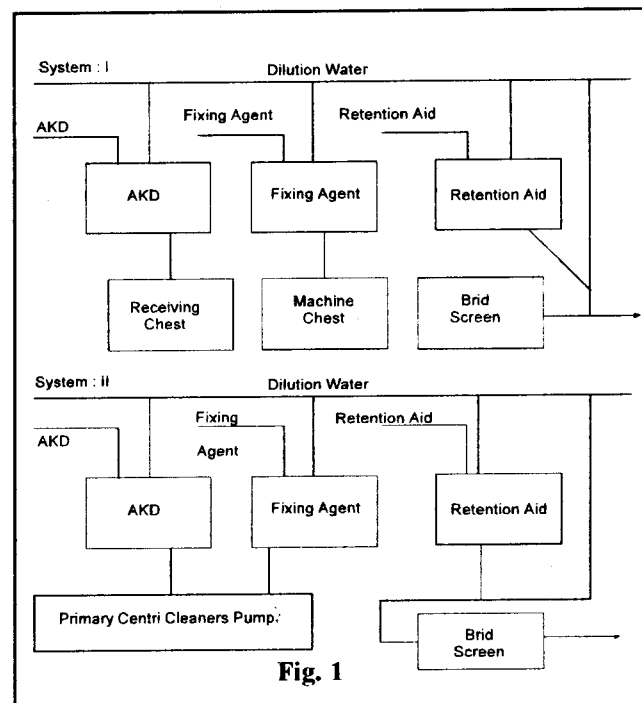 System : I
Dilution Water
Fixing Agent
Retention Aid
AKD
AKD
Fixing Agent
Retention Aid
Receiving
Chest
Machine
Chest
Brid
Screen
System : II
Dilution Water
Fixing
Agent
Retention Aid
AKD
AKD
Fixing Agent
Retention Aid
Primary Centri Cleaners Pump.
Brid
Screen
Fig. 1